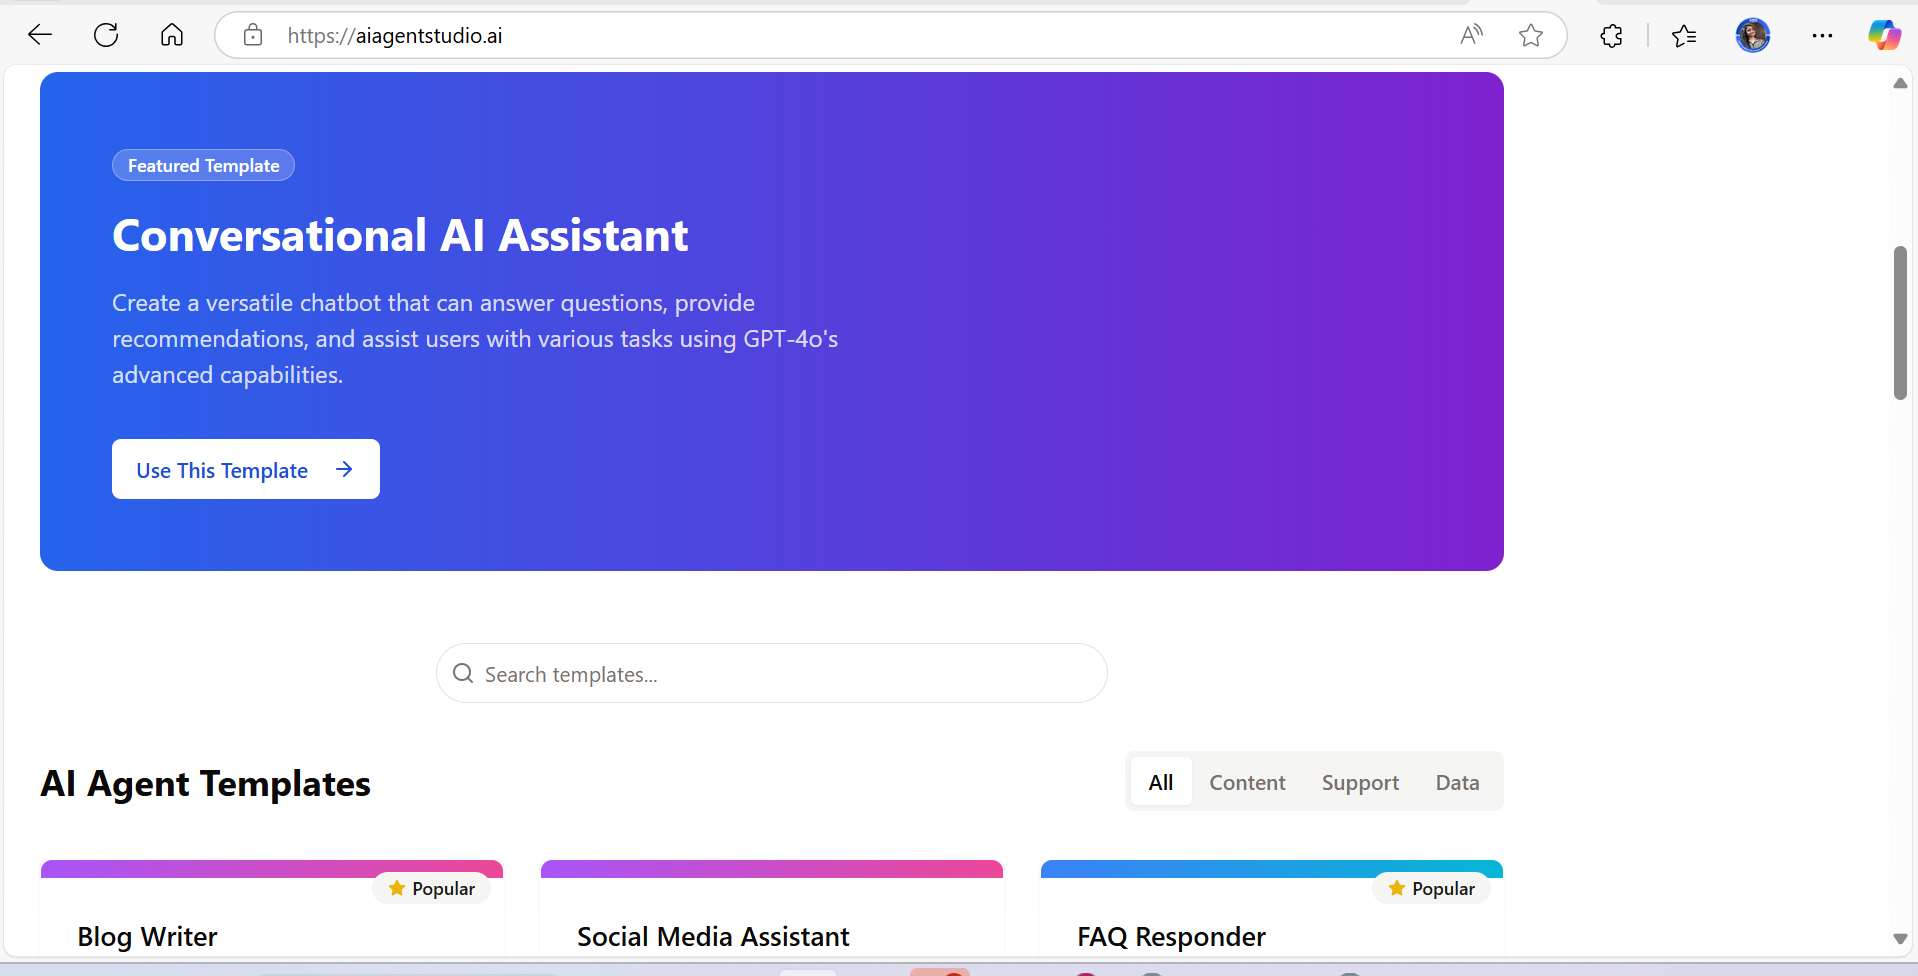 https://aiagentstudio.ai
Featured Template
Conversational AI Assistant
Create a versatile chatbot that can answer questions, provide
recommendations, and assist users with various tasks using GPT-4o's
advanced capabilities.
Use This Template
Search templates...
AI Agent Templates
All Content Support Data
Popular
Popular
Blog Writer
Social Media Assistant
FAQ Responder